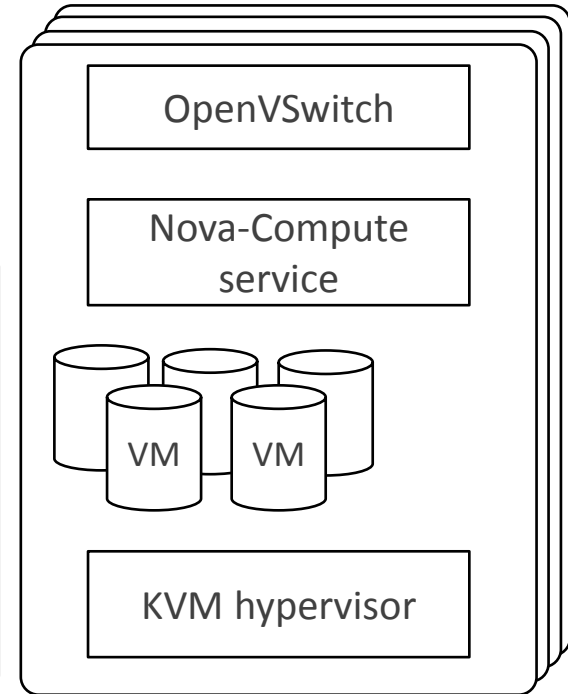 OpenVSwitch
Nova-Compute
service
VM
VM
KVM hypervisor